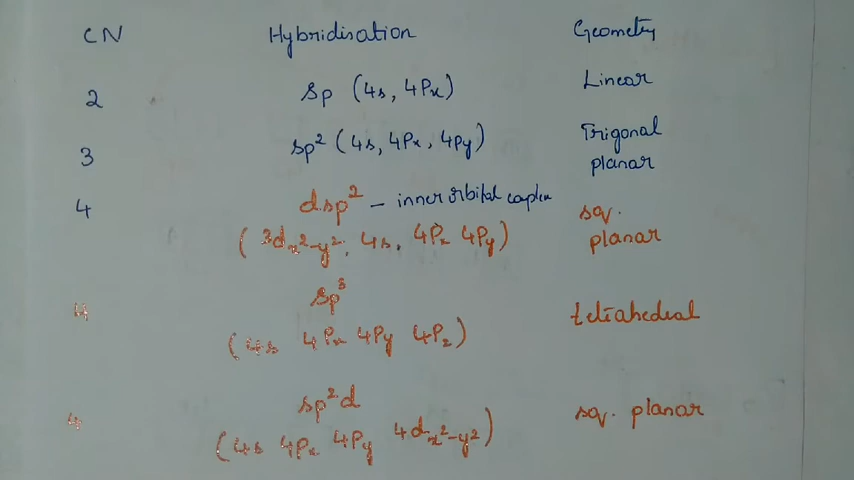 CN Hybridisation Geometry
2 sp (4s, 4Px) Linear
3 sp² (4s, 4Px, 4Py) Trigonal planar
4 dsp² – inner orbital complex sq. planar
(3dx²-y², 4s, 4Px 4Py)
4 sp³ tetrahedral
(4s 4Px 4Py 4Pz)
4 sp²d sq. planar
(4s 4Px 4Py 4dx²-y²)